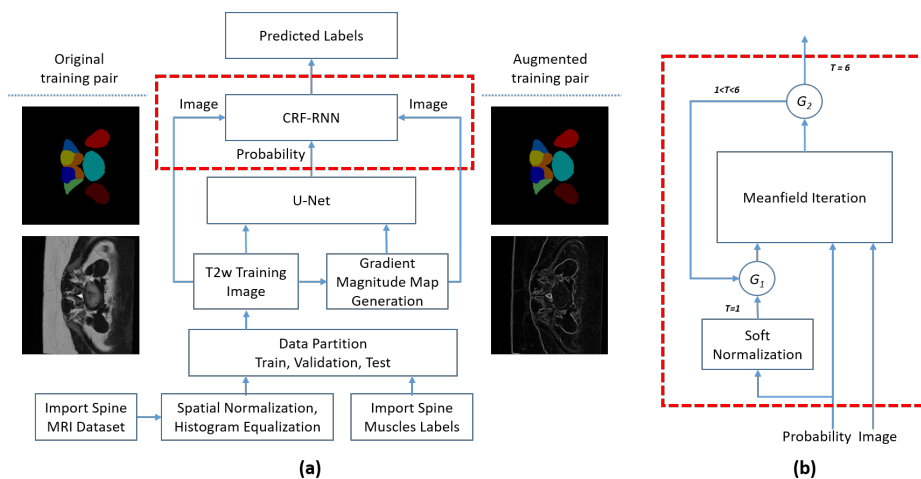 Original
training pair
Predicted Labels
Augmented
training pair
Image
Image
CRF-RNN
Probability
U-Net
T2w Training
Image
Gradient
Magnitude Map
Generation
Data Partition
Train, Validation, Test
Import Spine
MRI Dataset
Spatial Normalization,
Histogram Equalization
Import Spine
Muscles Labels
(a)
T = 6
1<T<6
G2
Meanfield Iteration
G1
T=1
Soft
Normalization
Probability
Image
(b)